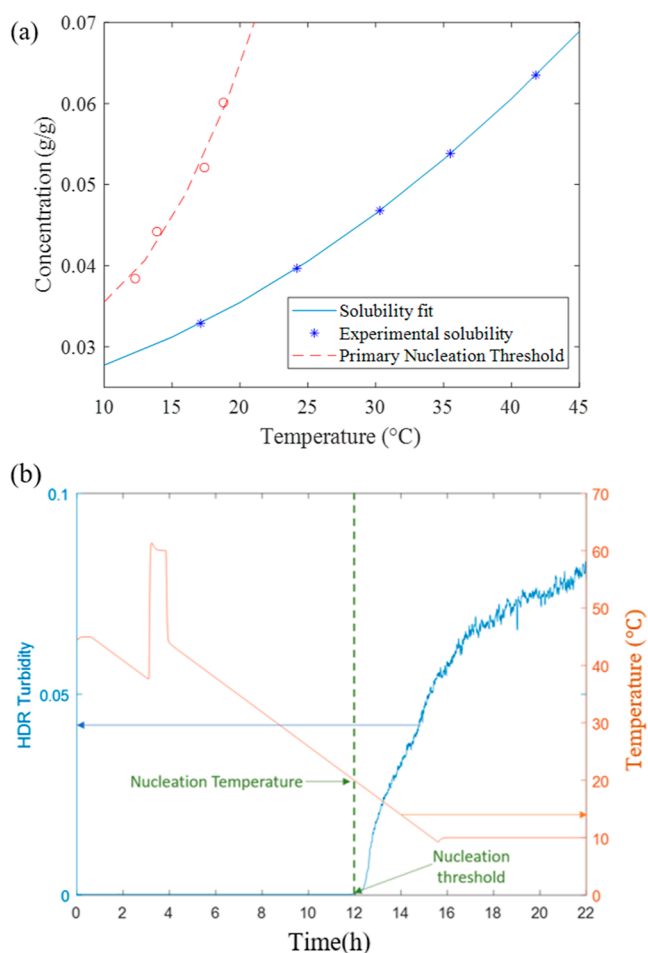 (a)
0.07
0.06
0.05
0.04
0.03
Concentration (g/g)
Solubility fit
Experimental solubility
Primary Nucleation Threshold
10 15 20 25 30 35 40 45
Temperature (°C)
(b)
0.1
0.05
0
HDR Turbidity
70
60
50
40
30
20
10
0
Temperature (°C)
Nucleation Temperature
Nucleation
threshold
0 2 4 6 8 10 12 14 16 18 20 22
Time(h)